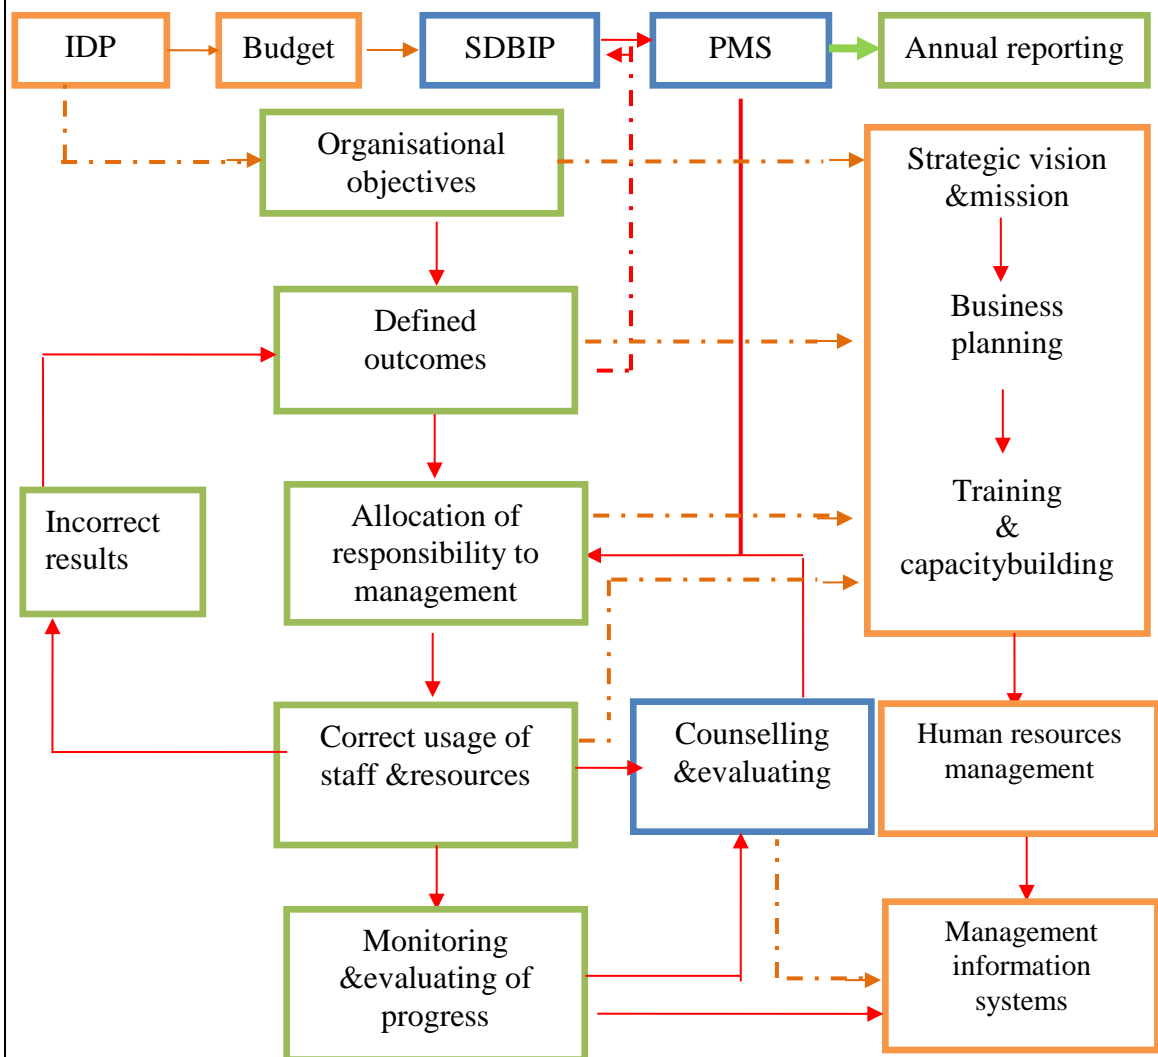 IDP
Budget
SDBIP
PMS
Annual reporting
Organisational
objectives
Strategic vision
&mission
Defined
outcomes
Business
planning
Incorrect
results
Allocation of
responsibility to
management
Training
&
capacitybuilding
Correct usage of
staff &resources
Counselling
&evaluating
Human resources
management
Monitoring
&evaluating of
progress
Management
information
systems